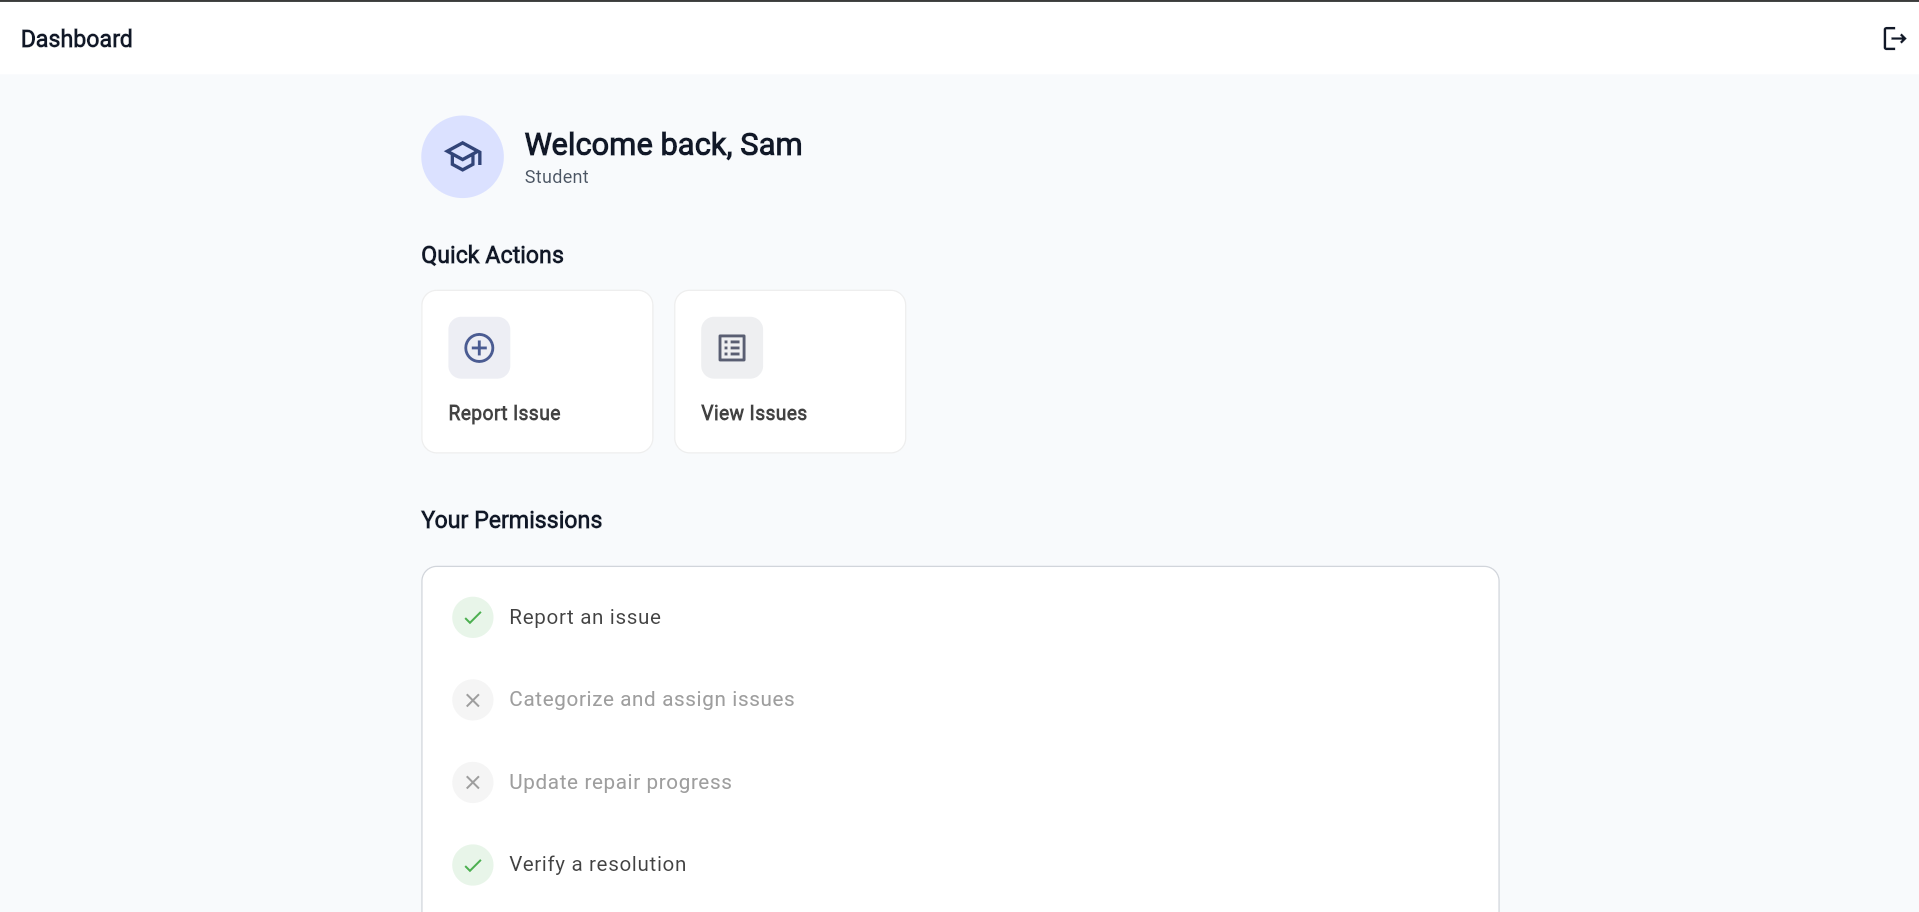 Dashboard
Welcome back, Sam
Student
Quick Actions
Report Issue
View Issues
Your Permissions
Report an issue
Categorize and assign issues
Update repair progress
Verify a resolution